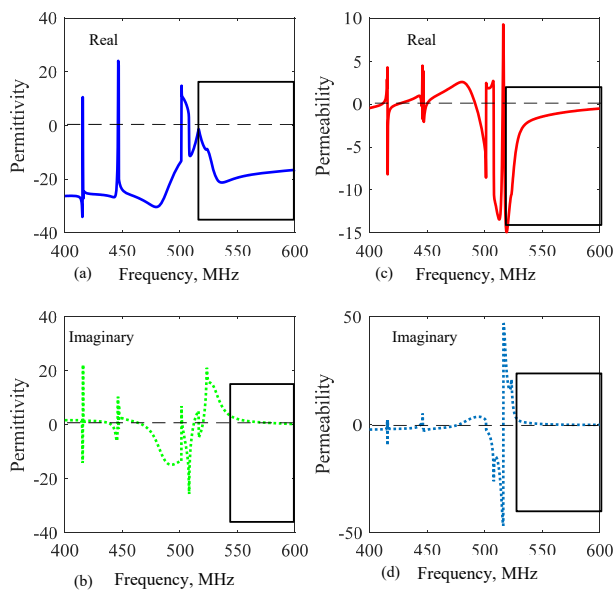 40
Real
20
0
-20
-40
Permittivity
400
450
500
550
600
(a)
Frequency, MHz
10
Real
5
0
-5
-10
-15
Permeability
400
450
500
550
600
(c)
Frequency, MHz
40
Imaginary
20
0
-20
-40
Permittivity
400
450
500
550
600
(b)
Frequency, MHz
50
Imaginary
0
-50
Permeability
400
450
500
550
600
(d)
Frequency, MHz